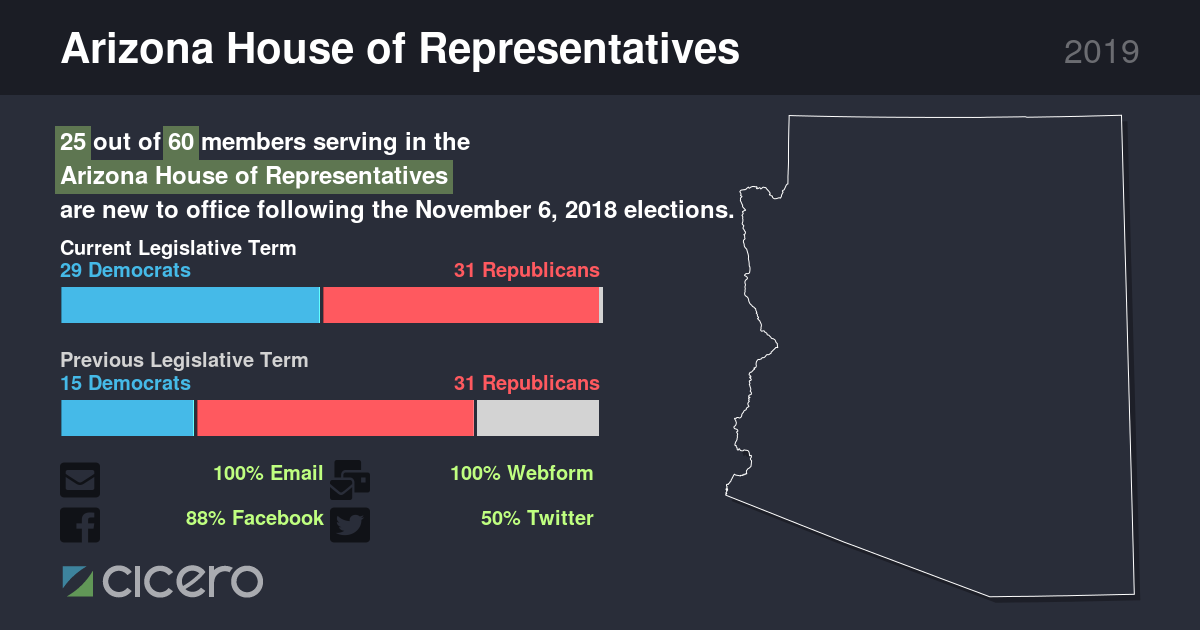 Arizona House of Representatives
2019
25 out of 60 members serving in the
Arizona House of Representatives
are new to office following the November 6, 2018 elections.
Current Legislative Term
29 Democrats 31 Republicans
Previous Legislative Term
15 Democrats 31 Republicans
100% Email 100% Webform
88% Facebook 50% Twitter
cicero